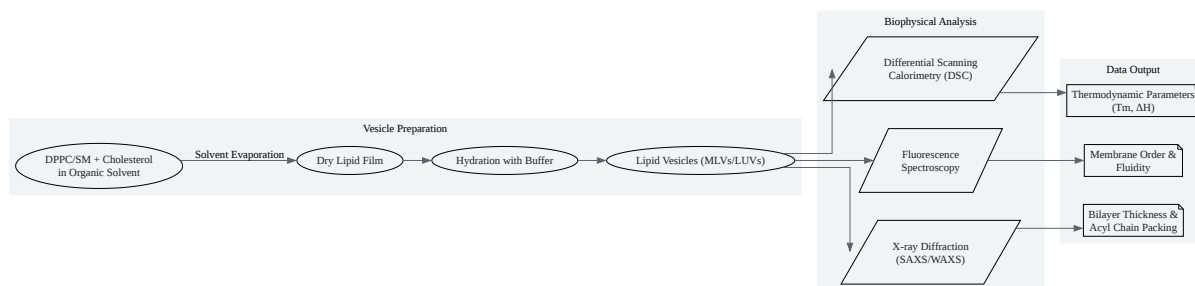 Vesicle Preparation
DPPC/SM + Cholesterol
in Organic Solvent
Solvent Evaporation
Dry Lipid Film
Hydration with Buffer
Lipid Vesicles (MLVs/LUVs)
Biophysical Analysis
Differential Scanning
Calorimetry (DSC)
Fluorescence
Spectroscopy
X-ray Diffraction
(SAXS/WAXS)
Data Output
Thermodynamic Parameters
(Tm, ΔH)
Membrane Order &
Fluidity
Bilayer Thickness &
Acyl Chain Packing